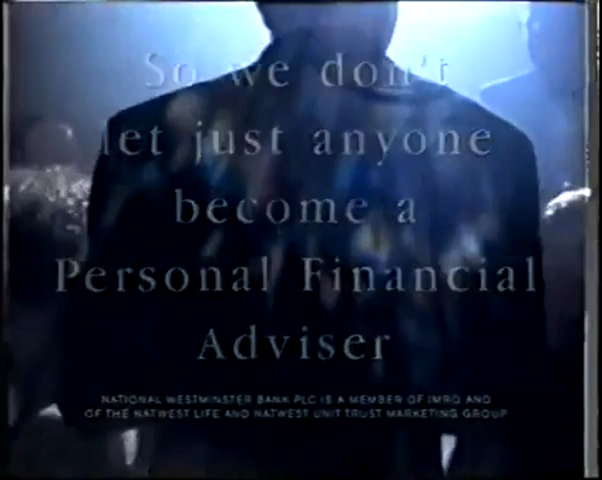 So we don't
let just anyone
become a
Personal Financial
Adviser
NATIONAL WESTMINSTER BANK PLC IS A MEMBER OF IMRO AND
OF THE NATWEST LIFE AND NATWEST UNIT TRUST MARKETING GROUP